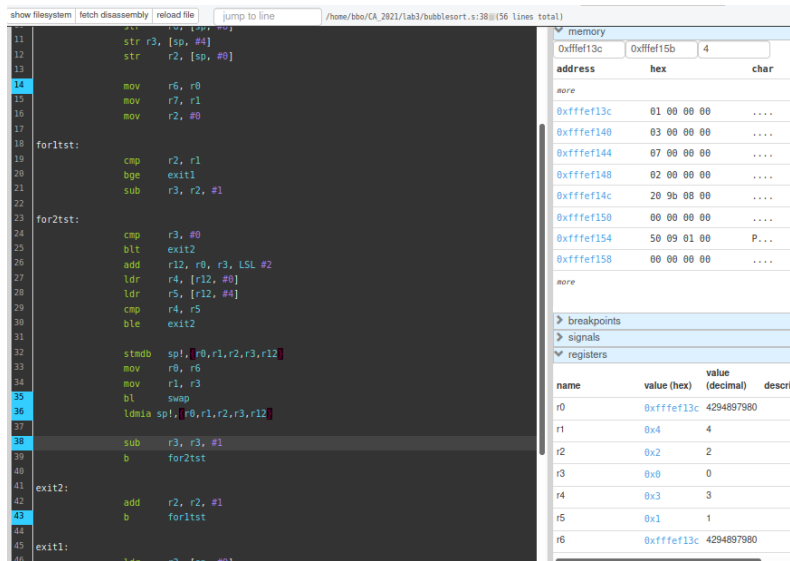 show filesystem fetch disassembly reload file jump to line /home/bbo/CA_2021/lab3/bubblesort.s:38 (56 lines total)
11 str r3, [sp, #4]
12 str r2, [sp, #0]
13
14 mov r6, r0
15 mov r7, r1
16 mov r2, #0
17
18 for1tst:
19 cmp r2, r1
20 bge exit1
21 sub r3, r2, #1
22
23 for2tst:
24 cmp r3, #0
25 blt exit2
26 add r12, r0, r3, LSL #2
27 ldr r4, [r12, #0]
28 ldr r5, [r12, #4]
29 cmp r4, r5
30 ble exit2
31
32 stmdb sp!,{r0,r1,r2,r3,r12}
33 mov r0, r6
34 mov r1, r3
35 bl swap
36 ldmia sp!,{r0,r1,r2,r3,r12}
37
38 sub r3, r3, #1
39 b for2tst
40
41 exit2:
42 add r2, r2, #1
43 b for1tst
44
45 exit1:
46 ldr r2, [sp, #0]
memory
0xfffef13c 0xfffef15b 4
address hex char
more
0xfffef13c 01 00 00 00 ....
0xfffef140 03 00 00 00 ....
0xfffef144 07 00 00 00 ....
0xfffef148 02 00 00 00 ....
0xfffef14c 20 9b 08 00 ....
0xfffef150 00 00 00 00 ....
0xfffef154 50 09 01 00 P...
0xfffef158 00 00 00 00 ....
more
breakpoints
signals
registers
name value (hex) value (decimal) descri
r0 0xfffef13c 4294897980
r1 0x4 4
r2 0x2 2
r3 0x0 0
r4 0x3 3
r5 0x1 1
r6 0xfffef13c 4294897980